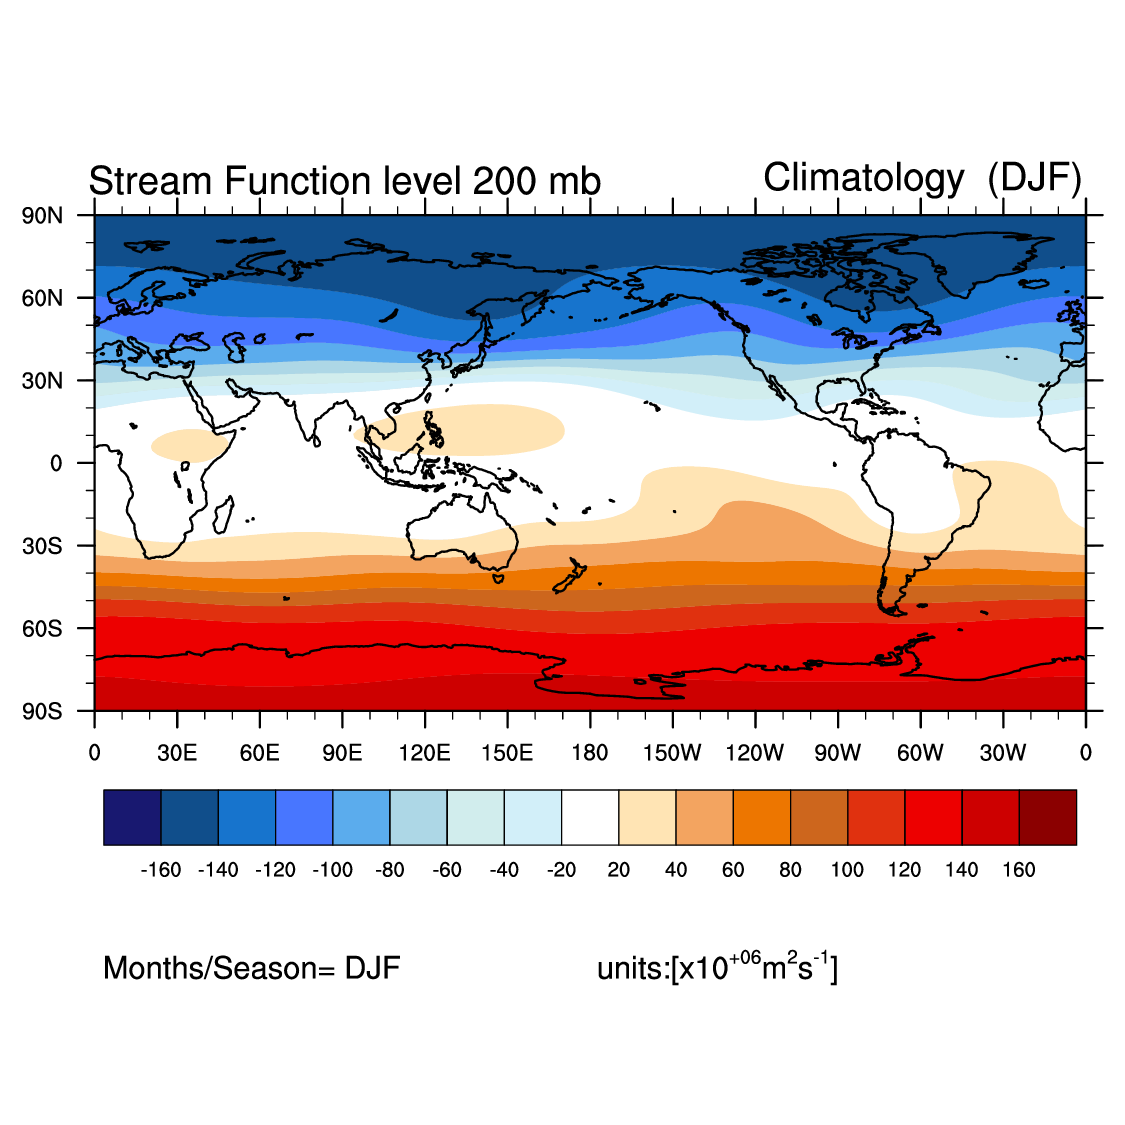 Stream Function level 200 mb
Climatology (DJF)
90N
60N
30N
0
30S
60S
90S
0 30E 60E 90E 120E 150E 180 150W 120W 90W 60W 30W 0
-160 -140 -120 -100 -80 -60 -40 -20 20 40 60 80 100 120 140 160
Months/Season= DJF
units:[x10⁺⁰⁶m²s⁻¹]